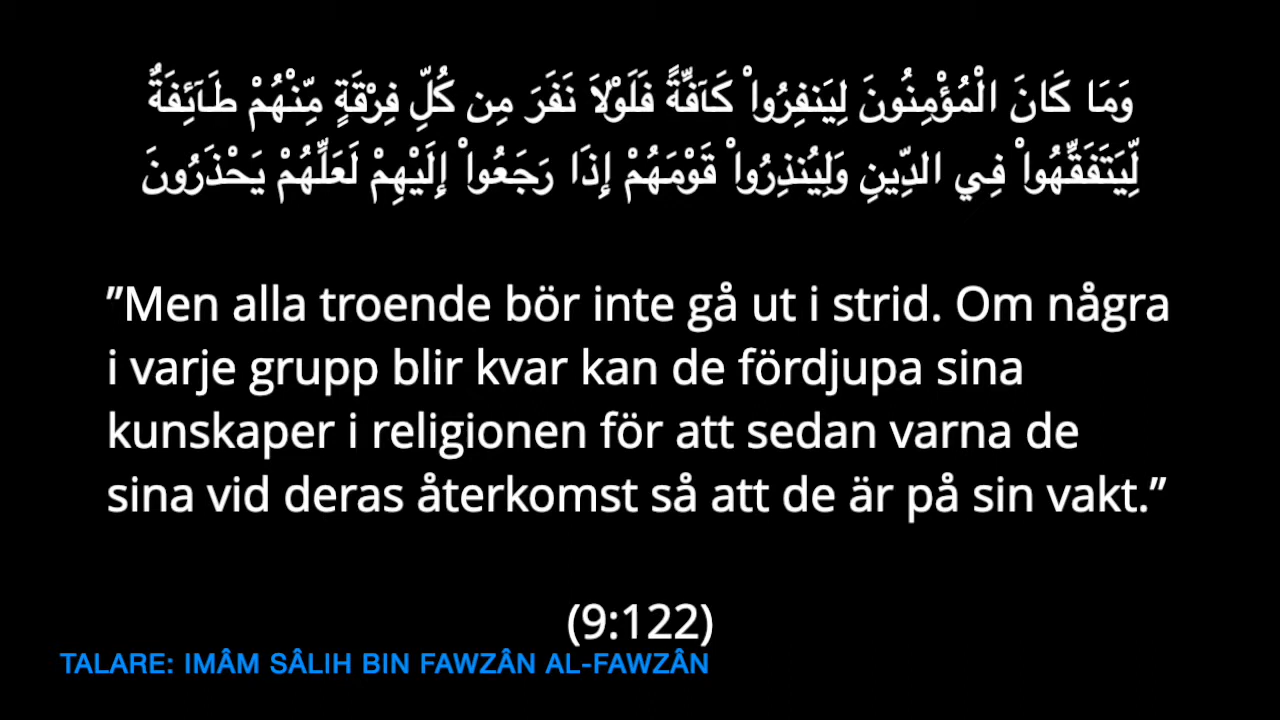 وَمَا كَانَ الْمُؤْمِنُونَ لِيَنفِرُواْ كَآفَّةً فَلَوْلاَ نَفَرَ مِن كُلِّ فِرْقَةٍ مِّنْهُمْ طَآئِفَةٌ
لِّيَتَفَقَّهُواْ فِي الدِّينِ وَلِيُنذِرُواْ قَوْمَهُمْ إِذَا رَجَعُواْ إِلَيْهِمْ لَعَلَّهُمْ يَحْذَرُونَ
”Men alla troende bör inte gå ut i strid. Om några
i varje grupp blir kvar kan de fördjupa sina
kunskaper i religionen för att sedan varna de
sina vid deras återkomst så att de är på sin vakt.”
(9:122)
TALARE: IMÂM SÂLIH BIN FAWZÂN AL-FAWZÂN